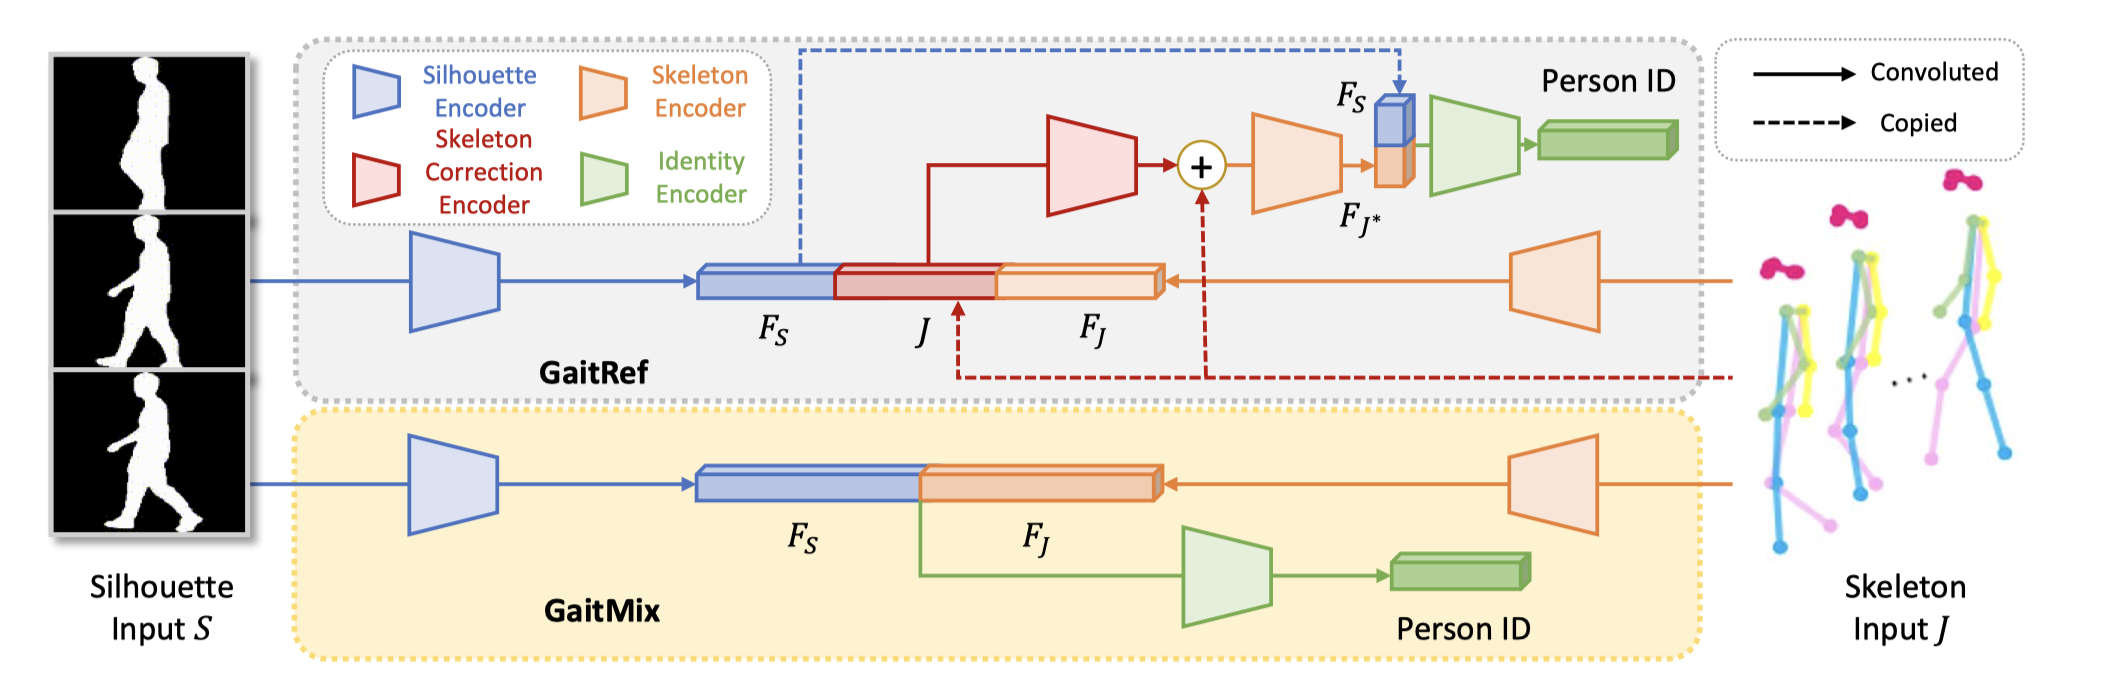 Silhouette
Encoder
Skeleton
Encoder
Skeleton
Correction
Encoder
Identity
Encoder
F_S
Person ID
Convoluted
Copied
+
F_{J*}
F_S
J
F_J
GaitRef
...
F_S
F_J
GaitMix
Person ID
Silhouette
Input S
Skeleton
Input J